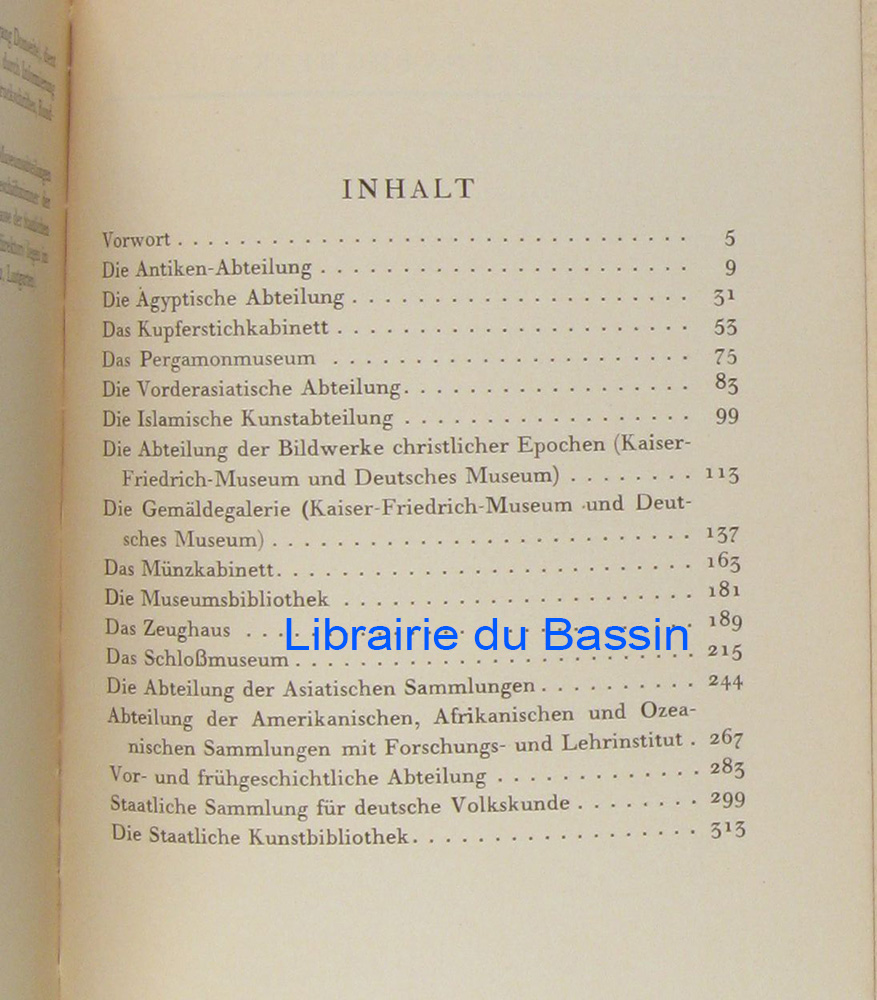 durch Informierung
Museumsabteilungen
INHALT
Vorwort . . . . . . . . . . . . . . . . . . . . . . . . . . . . . . . . . 5
Die Antiken-Abteilung . . . . . . . . . . . . . . . . . . . . . . . . 9
Die Ägyptische Abteilung . . . . . . . . . . . . . . . . . . . . . . 31
Das Kupferstichkabinett . . . . . . . . . . . . . . . . . . . . . . . 53
Das Pergamonmuseum . . . . . . . . . . . . . . . . . . . . . . . 75
Die Vorderasiatische Abteilung . . . . . . . . . . . . . . . . . . . 83
Die Islamische Kunstabteilung . . . . . . . . . . . . . . . . . . . 99
Die Abteilung der Bildwerke christlicher Epochen (Kaiser-
Friedrich-Museum und Deutsches Museum) . . . . . . . . 113
Die Gemäldegalerie (Kaiser-Friedrich-Museum und Deut-
sches Museum) . . . . . . . . . . . . . . . . . . . . . . . . . . . 137
Das Münzkabinett . . . . . . . . . . . . . . . . . . . . . . . . . . . 163
Die Museumsbibliothek . . . . . . . . . . . . . . . . . . . . . . . 181
Das Zeughaus . . . . . . . . . . . . . . . . . . . . . . . . . . . . . 189
Librairie du Bassin
Das Schloßmuseum . . . . . . . . . . . . . . . . . . . . . . . . . . 215
Die Abteilung der Asiatischen Sammlungen . . . . . . . . . . 244
Abteilung der Amerikanischen, Afrikanischen und Ozea-
nischen Sammlungen mit Forschungs- und Lehrinstitut . 267
Vor- und frühgeschichtliche Abteilung . . . . . . . . . . . . . 283
Staatliche Sammlung für deutsche Volkskunde . . . . . . . . 299
Die Staatliche Kunstbibliothek . . . . . . . . . . . . . . . . . . . 313